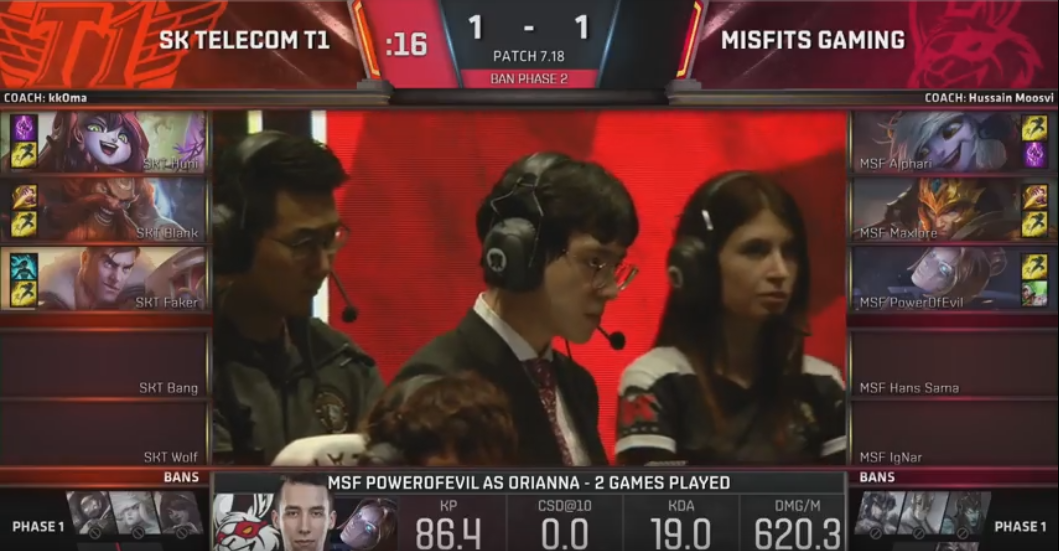 T1
SK TELECOM T1
:16
1 - 1
PATCH 7.18
BAN PHASE 2
MISFITS GAMING
COACH: kkOma
COACH: Hussain Moosvi
SKT Huni
MSF Alphari
SKT Blank
MSF Maxlore
SKT Faker
MSF PowerOfEvil
SKT Bang
MSF Hans Sama
SKT Wolf
MSF IgNar
BANS
BANS
MSF POWEROFEVIL AS ORIANNA - 2 GAMES PLAYED
PHASE 1
KP
CSD@10
KDA
DMG/M
86.4
0.0
19.0
620.3
PHASE 1